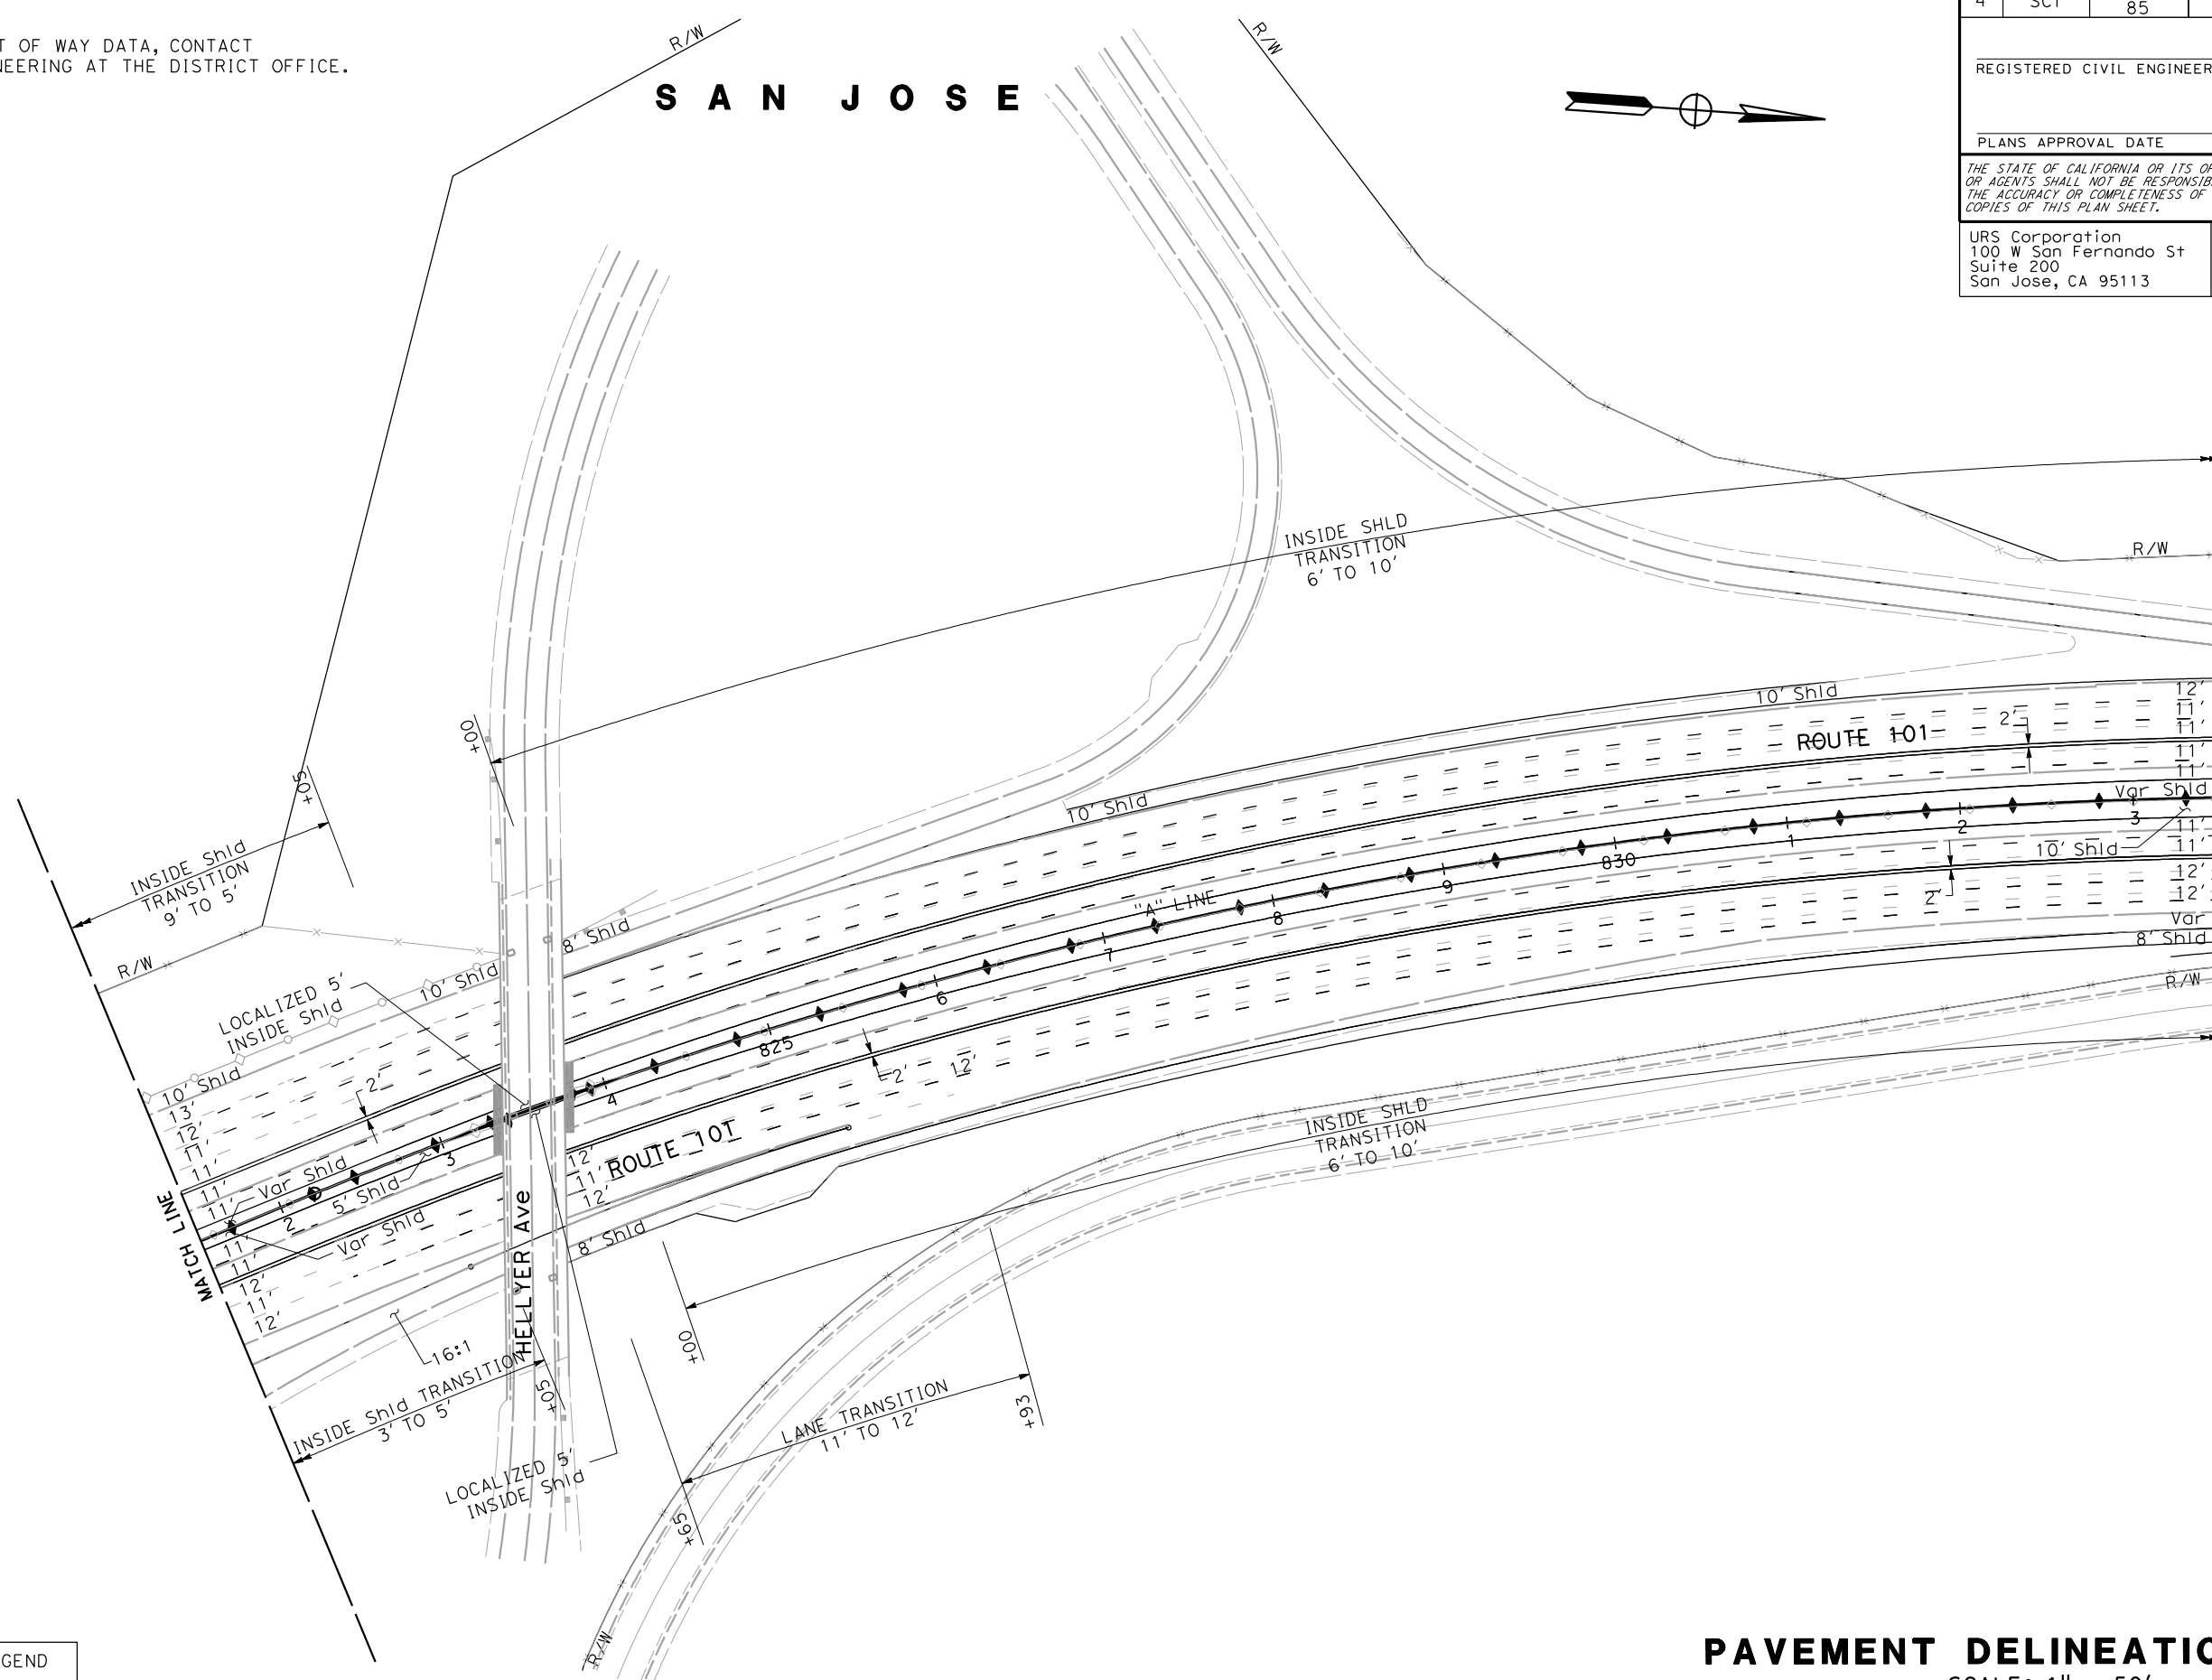 T OF WAY DATA, CONTACT
NEERING AT THE DISTRICT OFFICE.
R/W
SAN JOSE
R/W
4 SCl 85
REGISTERED CIVIL ENGINEER
PLANS APPROVAL DATE
THE STATE OF CALIFORNIA OR ITS OF
OR AGENTS SHALL NOT BE RESPONSIB
THE ACCURACY OR COMPLETENESS OF
COPIES OF THIS PLAN SHEET.
URS Corporation
100 W San Fernando St
Suite 200
San Jose, CA 95113
INSIDE SHLD
TRANSITION
6' TO 10'
R/W
+00
+50
10' Shld
12'
11'
11'
2'
ROUTE 101
11'
11'
Var Shld
10' Shld
INSIDE Shld
TRANSITION
9' TO 5'
"A" LINE
2
3
1
830
9
8
7
6
825
4
3
2
11'
11'
10' Shld
12'
12'
2'
Var
8' Shld
R/W
8' Shld
R/W
10' Shld
LOCALIZED 5'
INSIDE Shld
10' Shld
2'
2'
12'
13'
12'
11'
11'
11'
11'
Var Shld
5' Shld
Var Shld
11'
11'
12'
11'
12'
MATCH LINE
12'
11'
12'
ROUTE 101
8' Shld
HELLYER Ave
INSIDE SHLD
TRANSITION
6' TO 10'
16:1
INSIDE Shld TRANSITION
3' TO 5'
+05
+00
LANE TRANSITION
11' TO 12'
+93
+65
LOCALIZED 5'
INSIDE Shld
R/W
GEND
PAVEMENT DELINEATIO